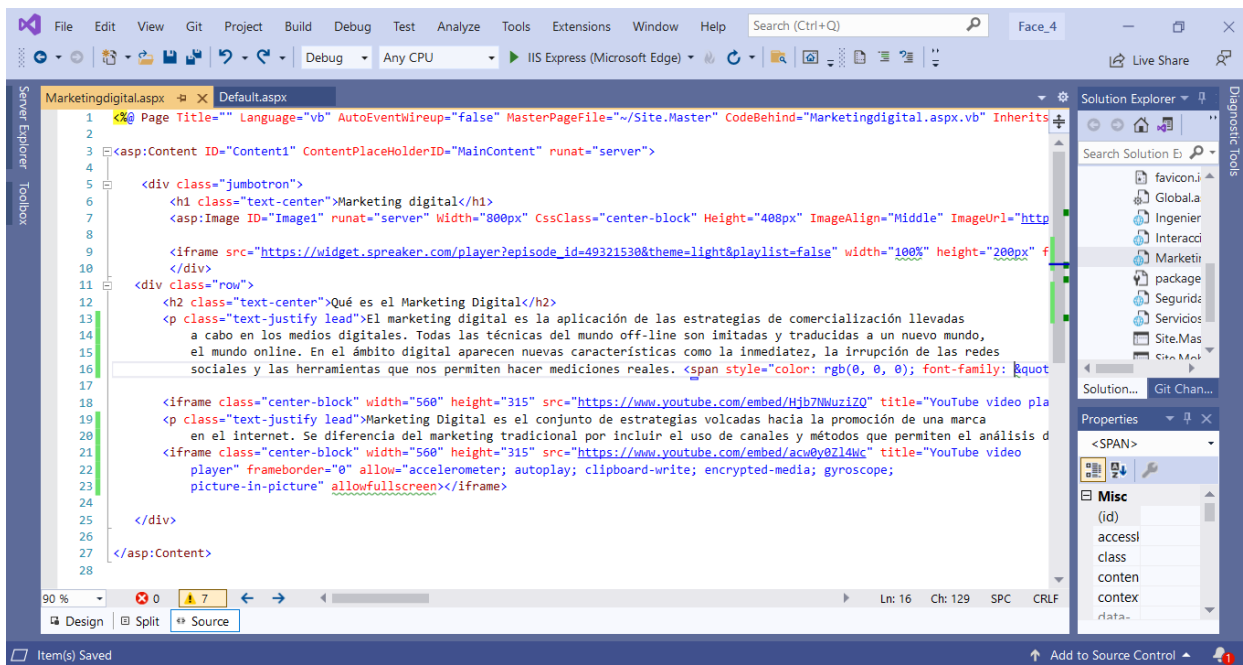 File Edit View Git Project Build Debug Test Analyze Tools Extensions Window Help Search (Ctrl+Q) Face_4
Debug Any CPU IIS Express (Microsoft Edge) Live Share
Server Explorer
Toolbox
Marketingdigital.aspx Default.aspx
1 <%@ Page Title="" Language="vb" AutoEventWireup="false" MasterPageFile="~/Site.Master" CodeBehind="Marketingdigital.aspx.vb" Inherits
2
3 <asp:Content ID="Content1" ContentPlaceHolderID="MainContent" runat="server">
4
5 <div class="jumbotron">
6 <h1 class="text-center">Marketing digital</h1>
7 <asp:Image ID="Image1" runat="server" Width="800px" CssClass="center-block" Height="408px" ImageAlign="Middle" ImageUrl="http
8
9 <iframe src="https://widget.spreaker.com/player?episode_id=49321530&theme=light&playlist=false" width="100%" height="200px" f
10 </div>
11 <div class="row">
12 <h2 class="text-center">Qué es el Marketing Digital</h2>
13 <p class="text-justify lead">El marketing digital es la aplicación de las estrategias de comercialización llevadas
14 a cabo en los medios digitales. Todas las técnicas del mundo off-line son imitadas y traducidas a un nuevo mundo,
15 el mundo online. En el ámbito digital aparecen nuevas características como la inmediatez, la irrupción de las redes
16 sociales y las herramientas que nos permiten hacer mediciones reales. <span style="color: rgb(0, 0, 0); font-family: &quot
17
18 <iframe class="center-block" width="560" height="315" src="https://www.youtube.com/embed/Hjb7NWuziZQ" title="YouTube video pla
19 <p class="text-justify lead">Marketing Digital es el conjunto de estrategias volcadas hacia la promoción de una marca
20 en el internet. Se diferencia del marketing tradicional por incluir el uso de canales y métodos que permiten el análisis d
21 <iframe class="center-block" width="560" height="315" src="https://www.youtube.com/embed/acw0y0Zl4Wc" title="YouTube video
22 player" frameborder="0" allow="accelerometer; autoplay; clipboard-write; encrypted-media; gyroscope;
23 picture-in-picture" allowfullscreen></iframe>
24
25 </div>
26
27 </asp:Content>
28
90 % 0 7 Ln: 16 Ch: 129 SPC CRLF
Design Split Source
Item(s) Saved Add to Source Control 1
Solution Explorer
Search Solution Ex
favicon.i
Global.a
Ingenier
Interacci
Marketin
package
Segurida
Servicios
Site.Mas
Site.Mob
Solution... Git Chan...
Properties
<SPAN>
Misc
(id)
accessk
class
conten
contex
data-
Diagnostic Tools